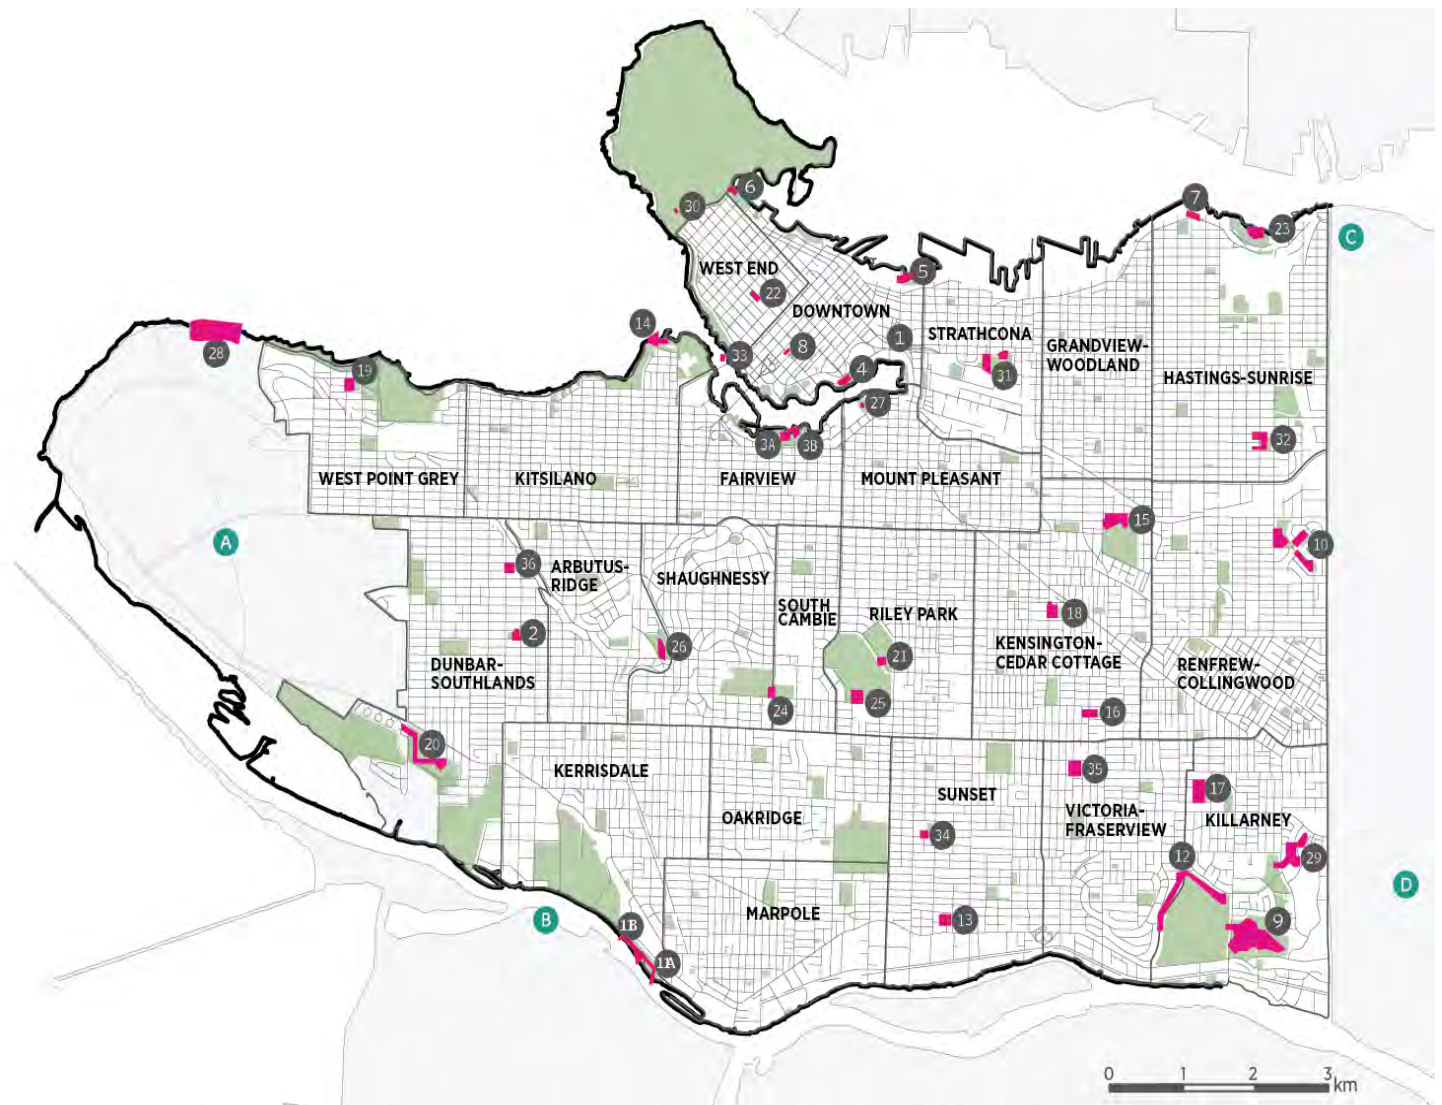 6
30
7
23
C
WEST END
5
22
DOWNTOWN
14
1
STRATHCONA
28
33
8
GRANDVIEW-
WOODLAND
19
4
31
HASTINGS-SUNRISE
27
3A
3B
32
WEST POINT GREY
KITSILANO
FAIRVIEW
MOUNT PLEASANT
15
A
10
36
ARBUTUS-
RIDGE
SHAUGHNESSY
SOUTH
CAMBIE
RILEY PARK
18
2
26
21
KENSINGTON-
CEDAR COTTAGE
DUNBAR-
SOUTHLANDS
RENFREW-
COLLINGWOOD
24
25
16
20
KERRISDALE
35
SUNSET
17
OAKRIDGE
VICTORIA-
FRASERVIEW
KILLARNEY
34
12
29
D
MARPOLE
B
13
9
11B
11A
0 1 2 3 km